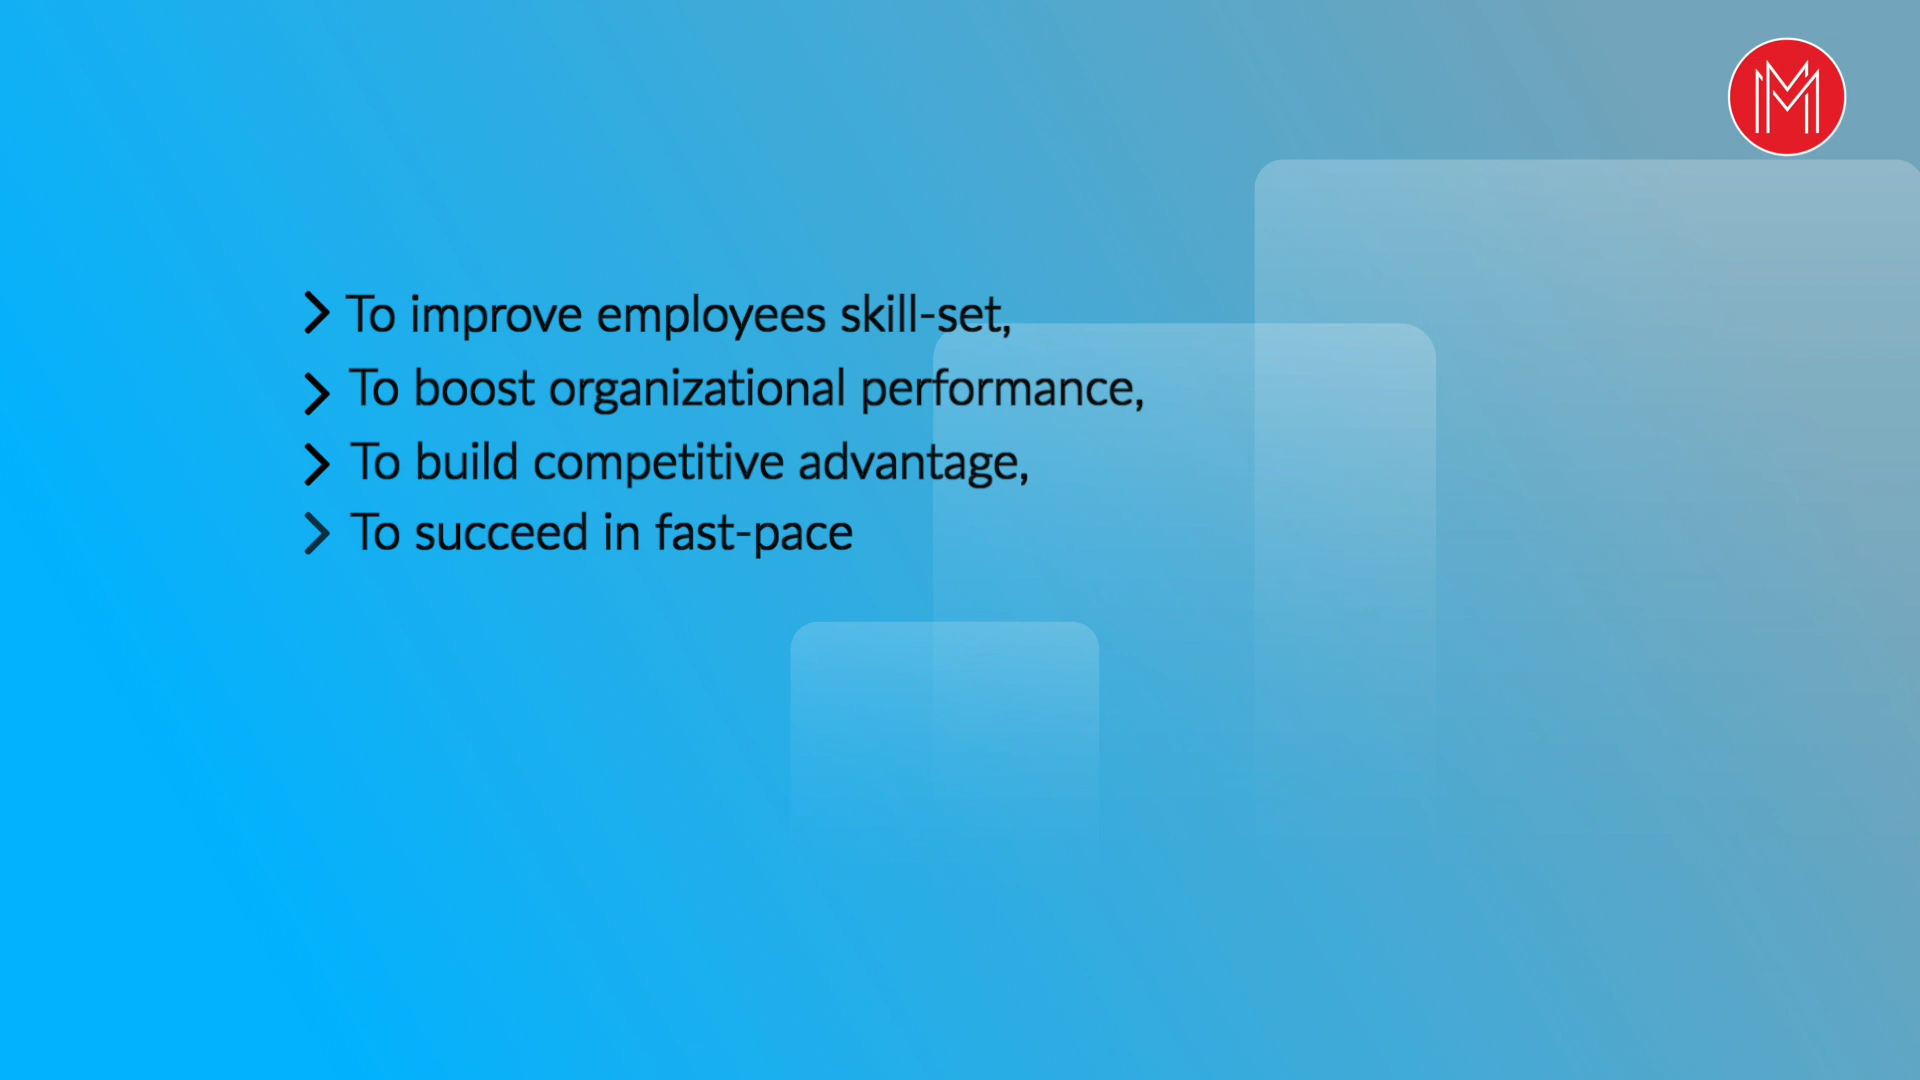 To improve employees skill-set,
To boost organizational performance,
To build competitive advantage,
To succeed in fast-pace